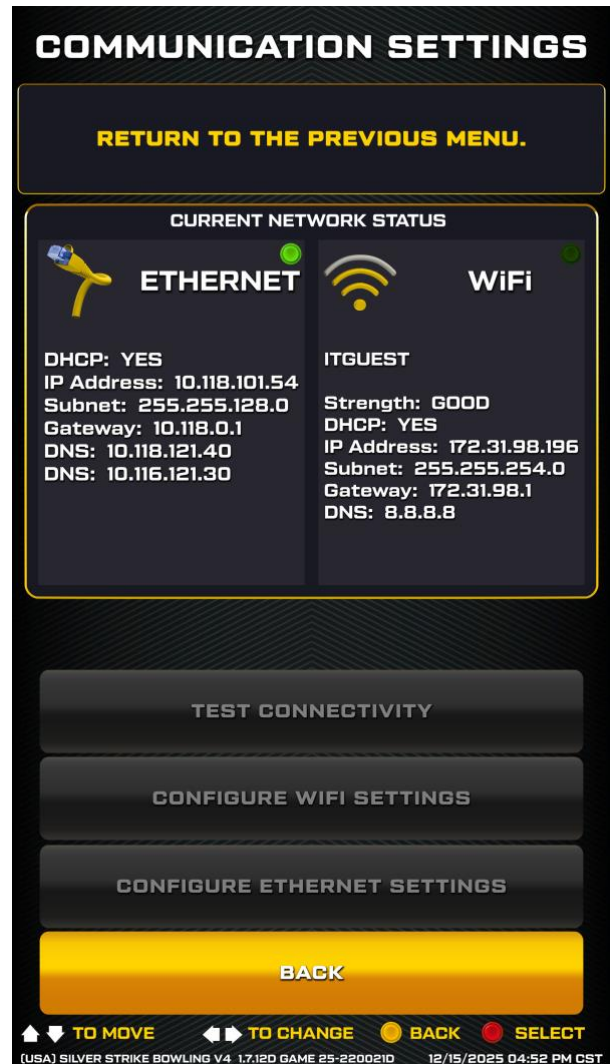 COMMUNICATION SETTINGS
RETURN TO THE PREVIOUS MENU.
CURRENT NETWORK STATUS
ETHERNET
DHCP: YES
IP Address: 10.118.101.54
Subnet: 255.255.128.0
Gateway: 10.118.0.1
DNS: 10.118.121.40
DNS: 10.116.121.30
WiFi
ITGUEST
Strength: GOOD
DHCP: YES
IP Address: 172.31.98.196
Subnet: 255.255.254.0
Gateway: 172.31.98.1
DNS: 8.8.8.8
TEST CONNECTIVITY
CONFIGURE WIFI SETTINGS
CONFIGURE ETHERNET SETTINGS
BACK
TO MOVE TO CHANGE BACK SELECT
(USA) SILVER STRIKE BOWLING V4 1.7.12D GAME 25-220021D 12/15/2025 04:52 PM CST